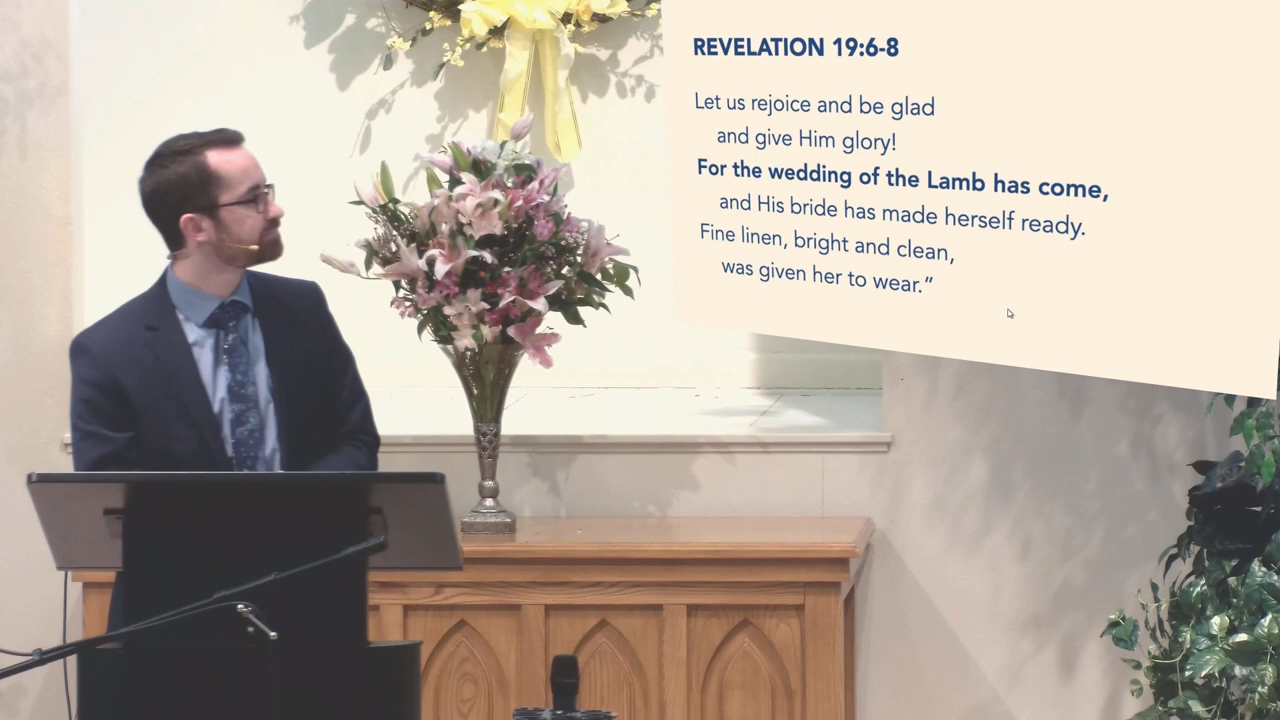 REVELATION 19:6-8
Let us rejoice and be glad
and give Him glory!
For the wedding of the Lamb has come,
and His bride has made herself ready.
Fine linen, bright and clean,
was given her to wear.”